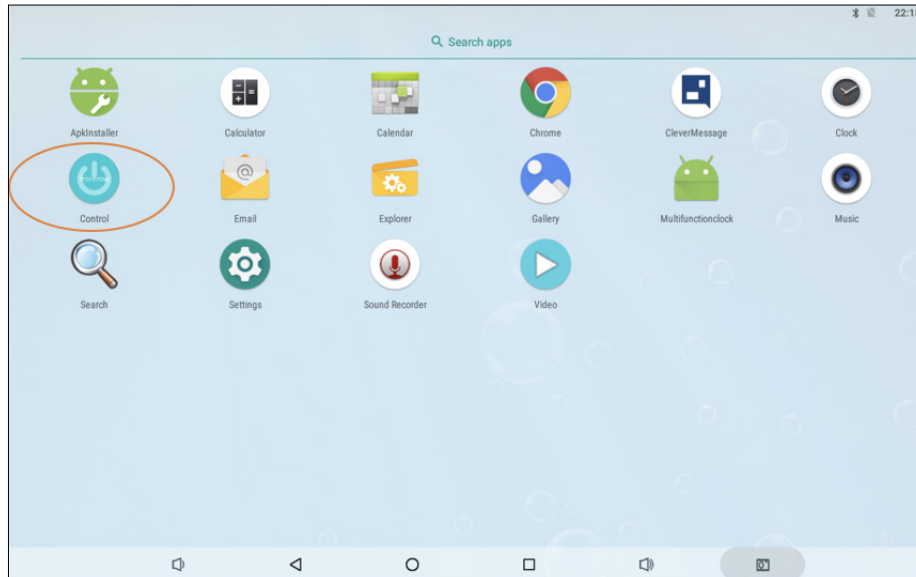 22:1
Search apps
ApkInstaller
Calculator
Calendar
Chrome
CleverMessage
Clock
Control
Email
Explorer
Gallery
Multifunctionclock
Music
Search
Settings
Sound Recorder
Video